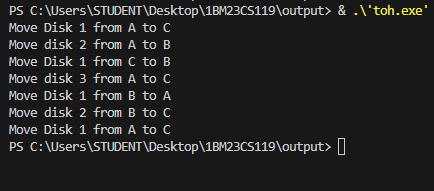 PS C:\Users\STUDENT\Desktop\1BM23CS119\output> & .\'toh.exe'
Move Disk 1 from A to C
Move disk 2 from A to B
Move Disk 1 from C to B
Move disk 3 from A to C
Move Disk 1 from B to A
Move disk 2 from B to C
Move Disk 1 from A to C
PS C:\Users\STUDENT\Desktop\1BM23CS119\output>